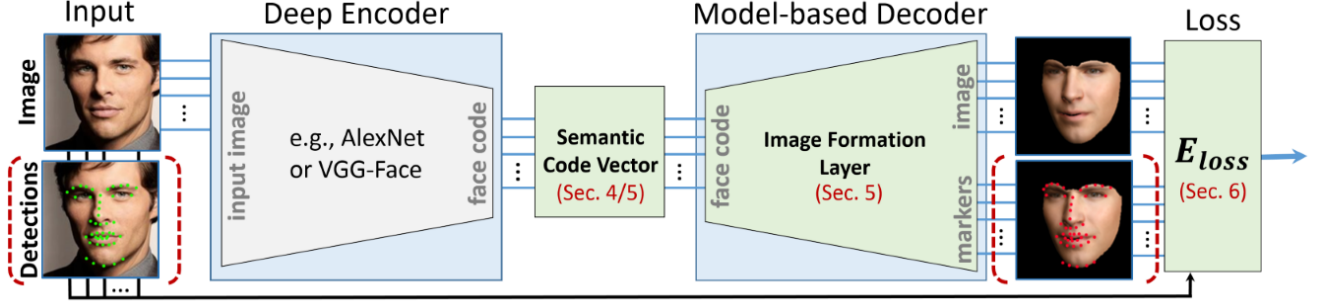 Input
Deep Encoder
Model-based Decoder
Loss
Image
Detections
input image
e.g., AlexNet
or VGG-Face
face code
Semantic
Code Vector
(Sec. 4/5)
face code
Image Formation
Layer
(Sec. 5)
image
markers
E_loss
(Sec. 6)